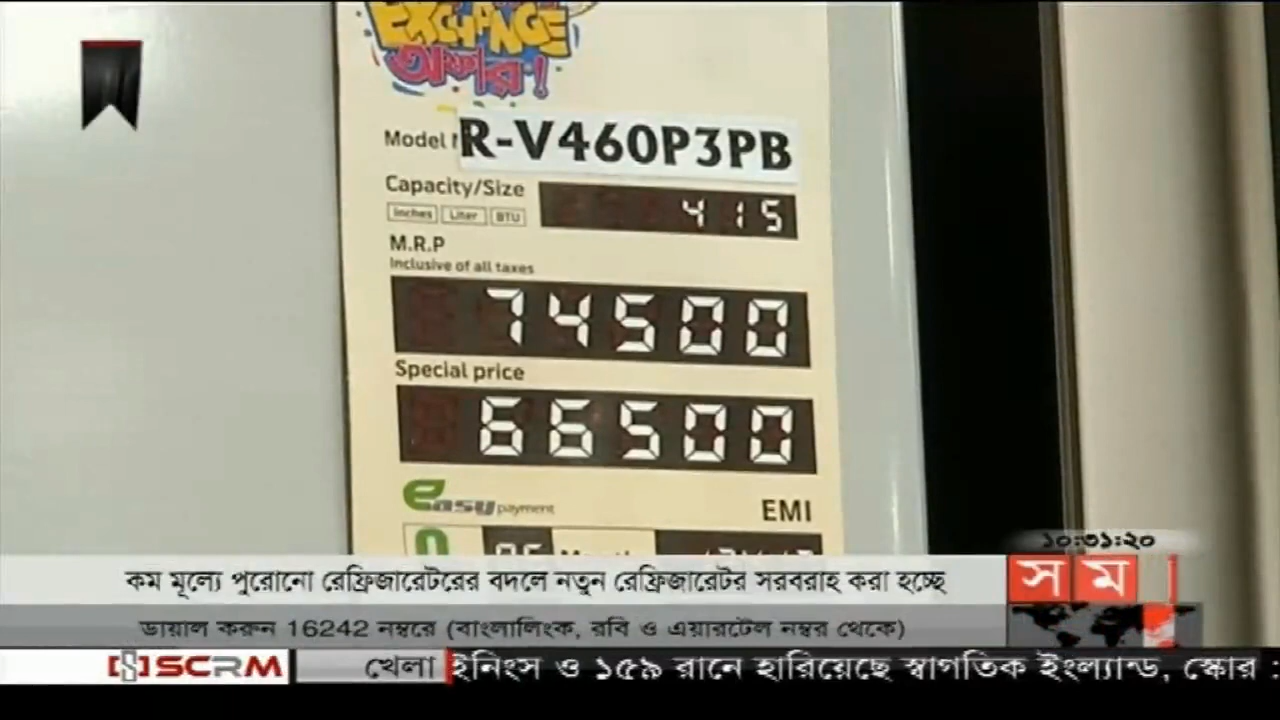 EXCHANGE
অফার!
Model R-V460P3PB
Capacity/Size
Inches Liter BTU
415
M.R.P
Inclusive of all taxes
74500
Special price
66500
easy payment
EMI
১০:৩১:২০
কম মূল্যে পুরোনো রেফ্রিজারেটরের বদলে নতুন রেফ্রিজারেটর সরবরাহ করা হচ্ছে
সময়
ডায়াল করুন 16242 নম্বরে (বাংলালিংক, রবি ও এয়ারটেল নম্বর থেকে)
SCRM
খেলা
ইনিংস ও ১৫৯ রানে হারিয়েছে স্বাগতিক ইংল্যান্ড, স্কোর :